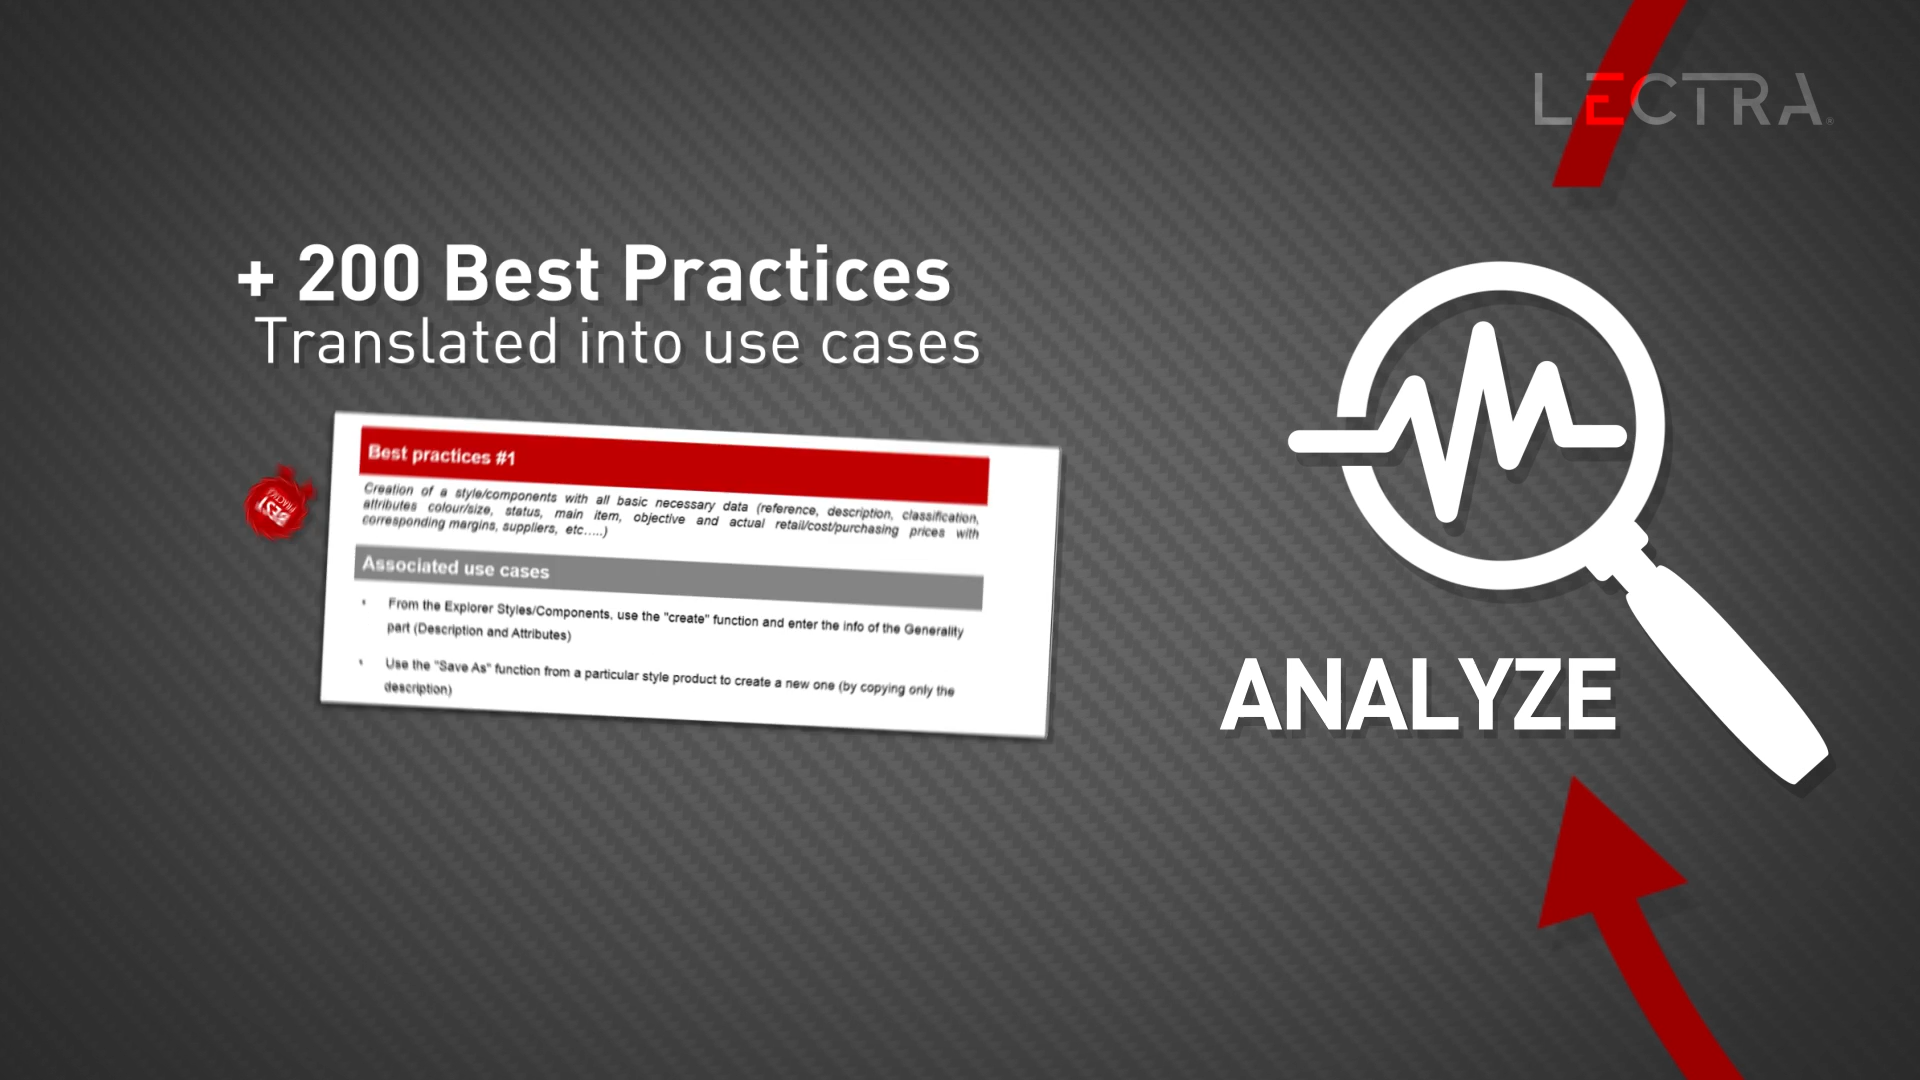 LECTRA
+ 200 Best Practices
Translated into use cases
Best practices #1
Creation of a style/components with all basic necessary data (reference, description, classification,
attributes colour/size, status, main item, objective and actual retail/cost/purchasing prices with
corresponding margins, suppliers, etc…..)
BEST
PRACTICE
Associated use cases
From the Explorer Styles/Components, use the "create" function and enter the info of the Generality
part (Description and Attributes)
Use the "Save As" function from a particular style product to create a new one (by copying only the
description)
ANALYZE